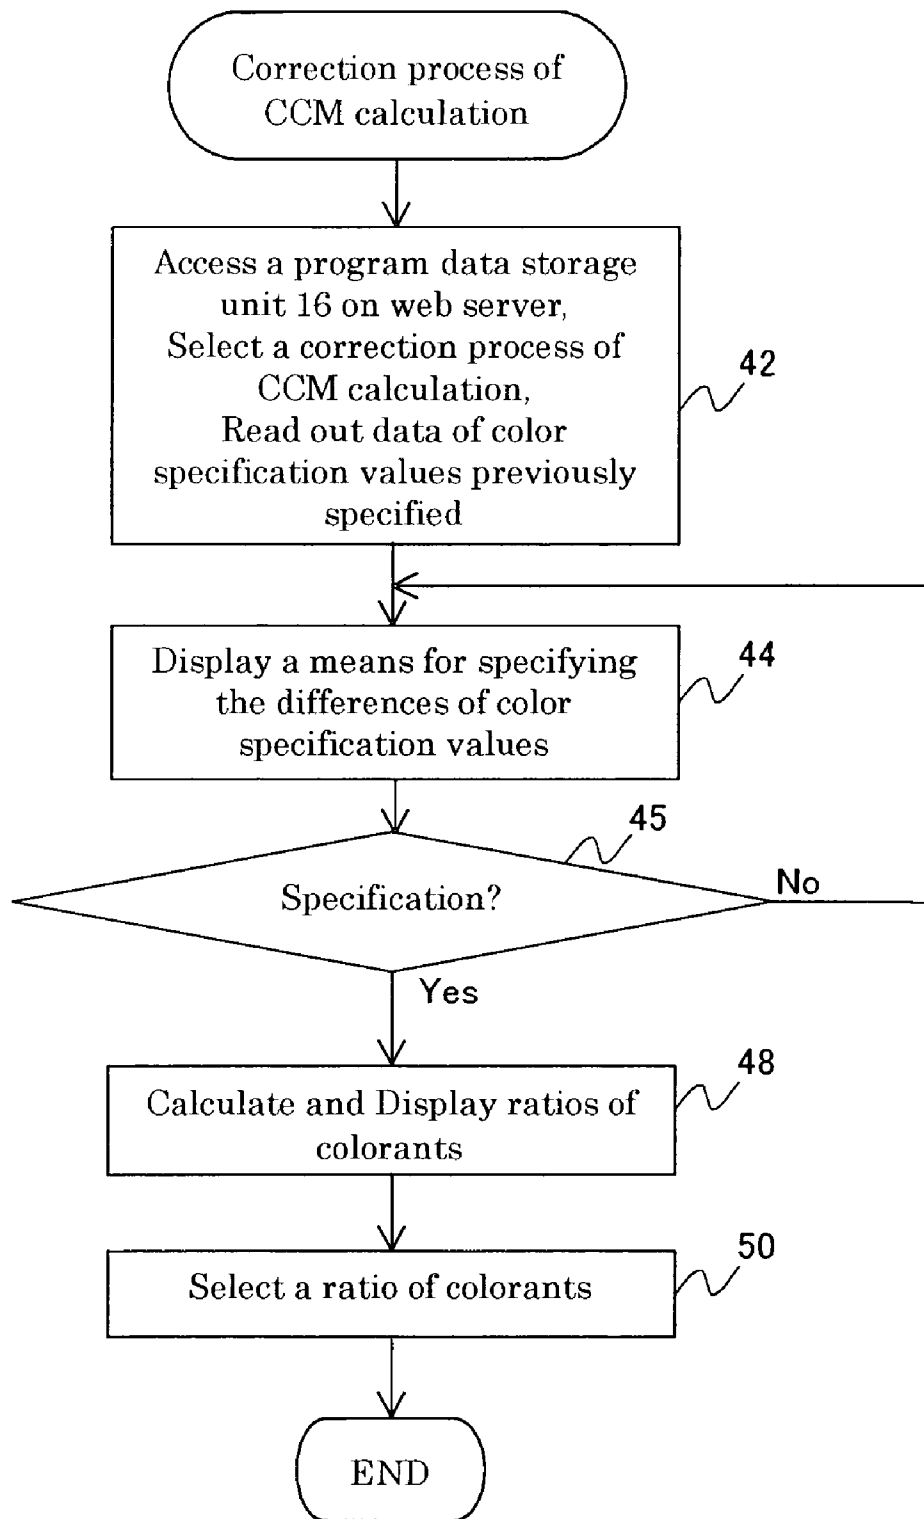 Correction process of
CCM calculation
Access a program data storage
unit 16 on web server,
Select a correction process of
CCM calculation,
Read out data of color
specification values previously
specified
42
Display a means for specifying
the differences of color
specification values
44
45
Specification?
No
Yes
Calculate and Display ratios of
colorants
48
Select a ratio of colorants
50
END